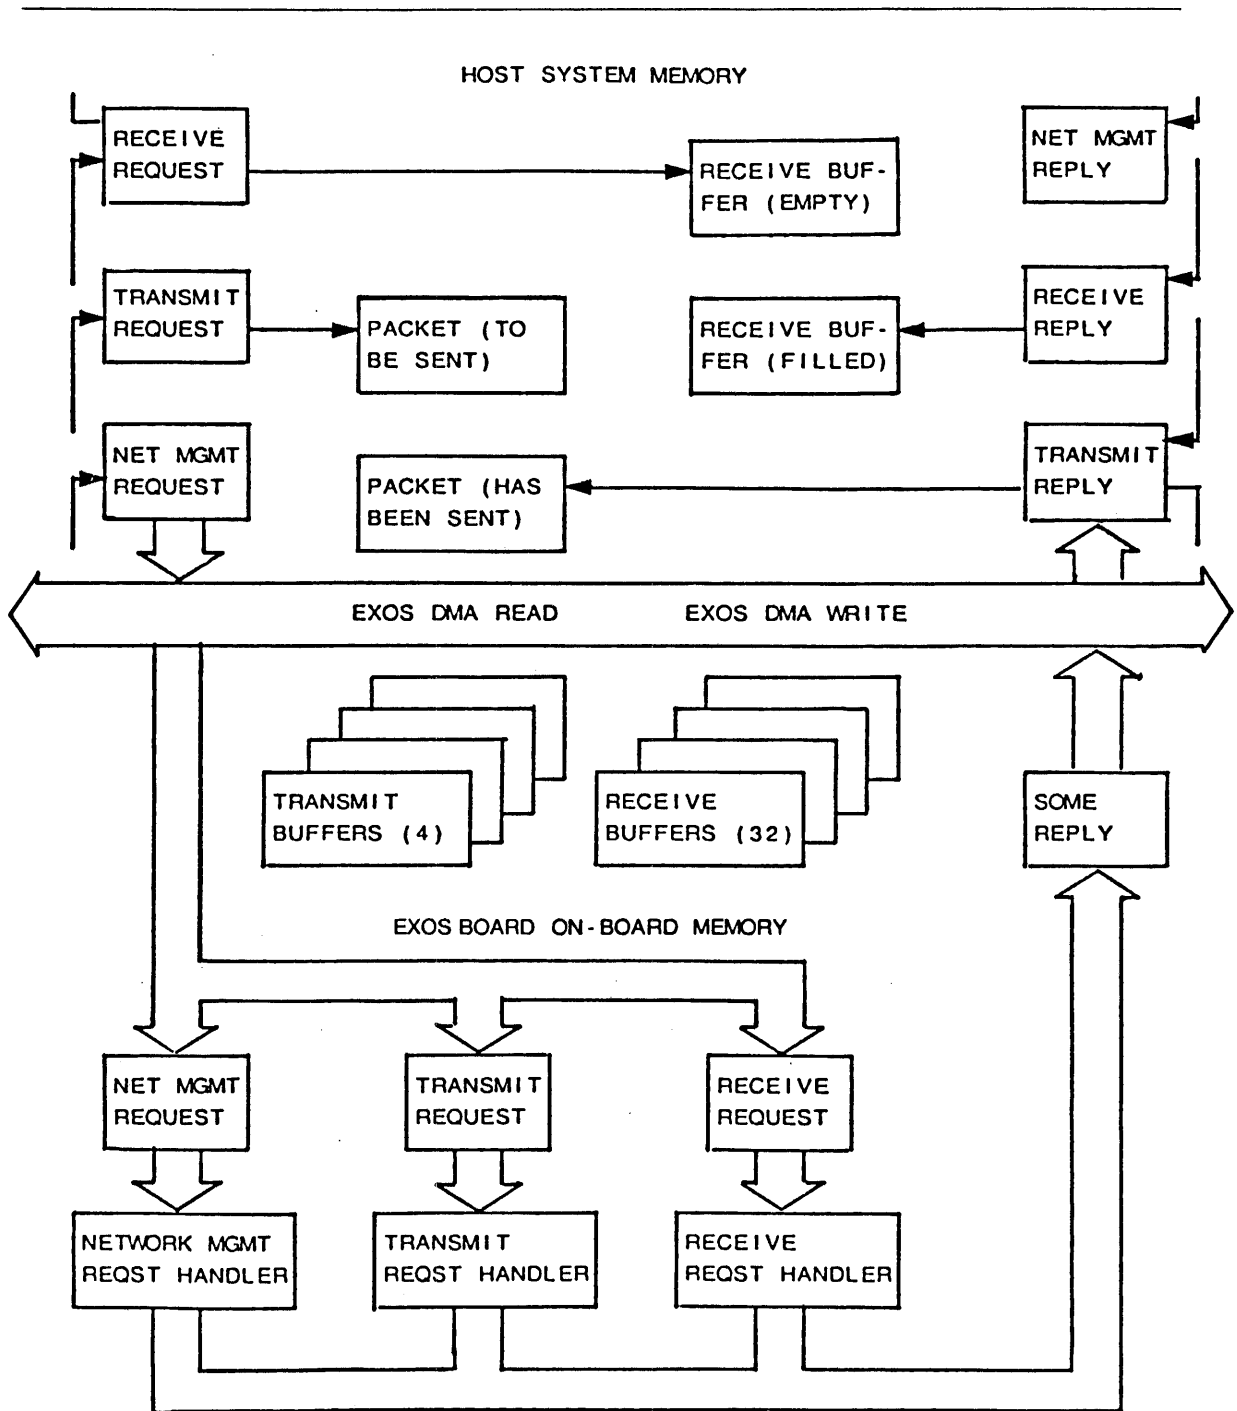 HOST SYSTEM MEMORY
RECEIVE
REQUEST
RECEIVE BUF-
FER (EMPTY)
NET MGMT
REPLY
TRANSMIT
REQUEST
PACKET (TO
BE SENT)
RECEIVE BUF-
FER (FILLED)
RECEIVE
REPLY
NET MGMT
REQUEST
PACKET (HAS
BEEN SENT)
TRANSMIT
REPLY
EXOS DMA READ
EXOS DMA WRITE
TRANSMIT
BUFFERS (4)
RECEIVE
BUFFERS (32)
SOME
REPLY
EXOS BOARD ON-BOARD MEMORY
NET MGMT
REQUEST
TRANSMIT
REQUEST
RECEIVE
REQUEST
NETWORK MGMT
REQST HANDLER
TRANSMIT
REQST HANDLER
RECEIVE
REQST HANDLER